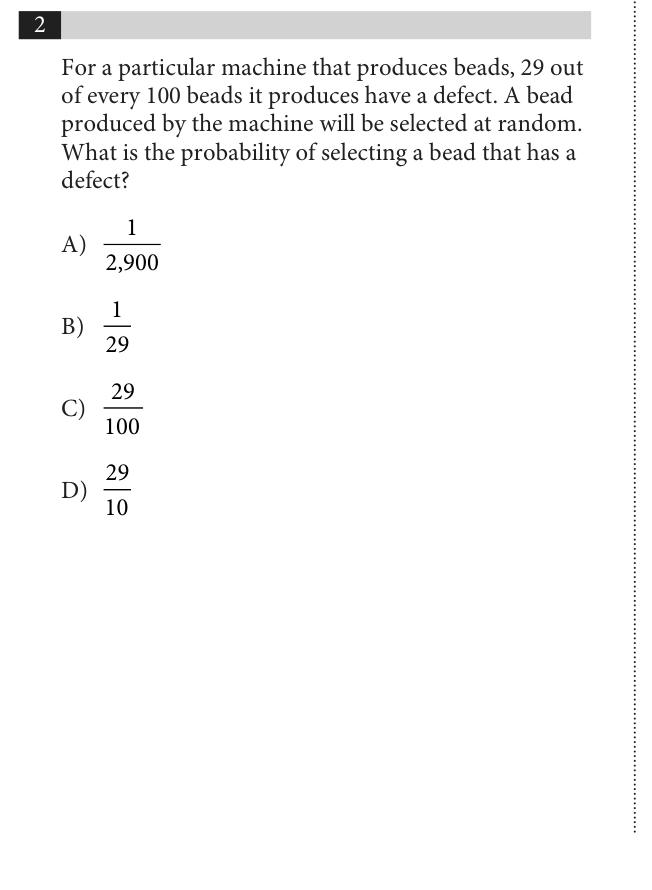 2
For a particular machine that produces beads, 29 out
of every 100 beads it produces have a defect. A bead
produced by the machine will be selected at random.
What is the probability of selecting a bead that has a
defect?
A) 1/2,900
B) 1/29
C) 29/100
D) 29/10